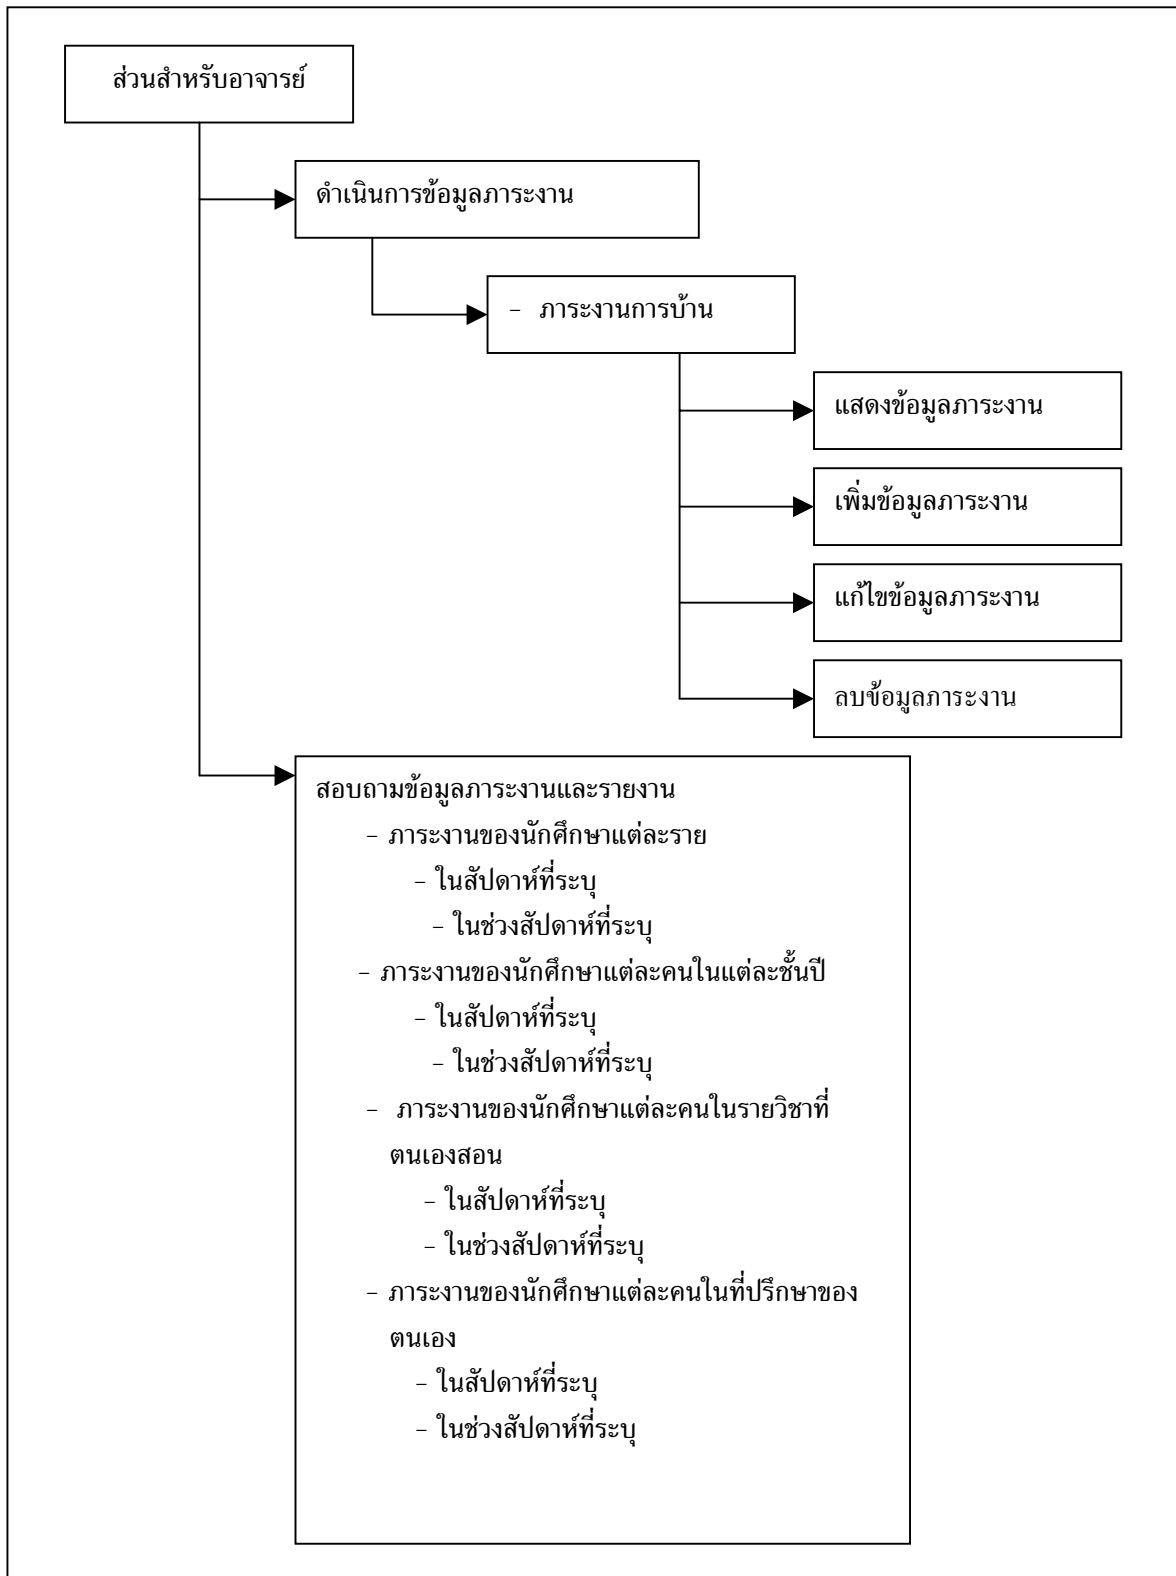 ส่วนสำหรับอาจารย์
ดำเนินการข้อมูลภาระงาน
- ภาระงานการบ้าน
แสดงข้อมูลภาระงาน
เพิ่มข้อมูลภาระงาน
แก้ไขข้อมูลภาระงาน
ลบข้อมูลภาระงาน
สอบถามข้อมูลภาระงานและรายงาน
- ภาระงานของนักศึกษาแต่ละราย
- ในสัปดาห์ที่ระบุ
- ในช่วงสัปดาห์ที่ระบุ
- ภาระงานของนักศึกษาแต่ละคนในแต่ละชั้นปี
- ในสัปดาห์ที่ระบุ
- ในช่วงสัปดาห์ที่ระบุ
- ภาระงานของนักศึกษาแต่ละคนในรายวิชาที่
ตนเองสอน
- ในสัปดาห์ที่ระบุ
- ในช่วงสัปดาห์ที่ระบุ
- ภาระงานของนักศึกษาแต่ละคนในที่ปรึกษาของ
ตนเอง
- ในสัปดาห์ที่ระบุ
- ในช่วงสัปดาห์ที่ระบุ